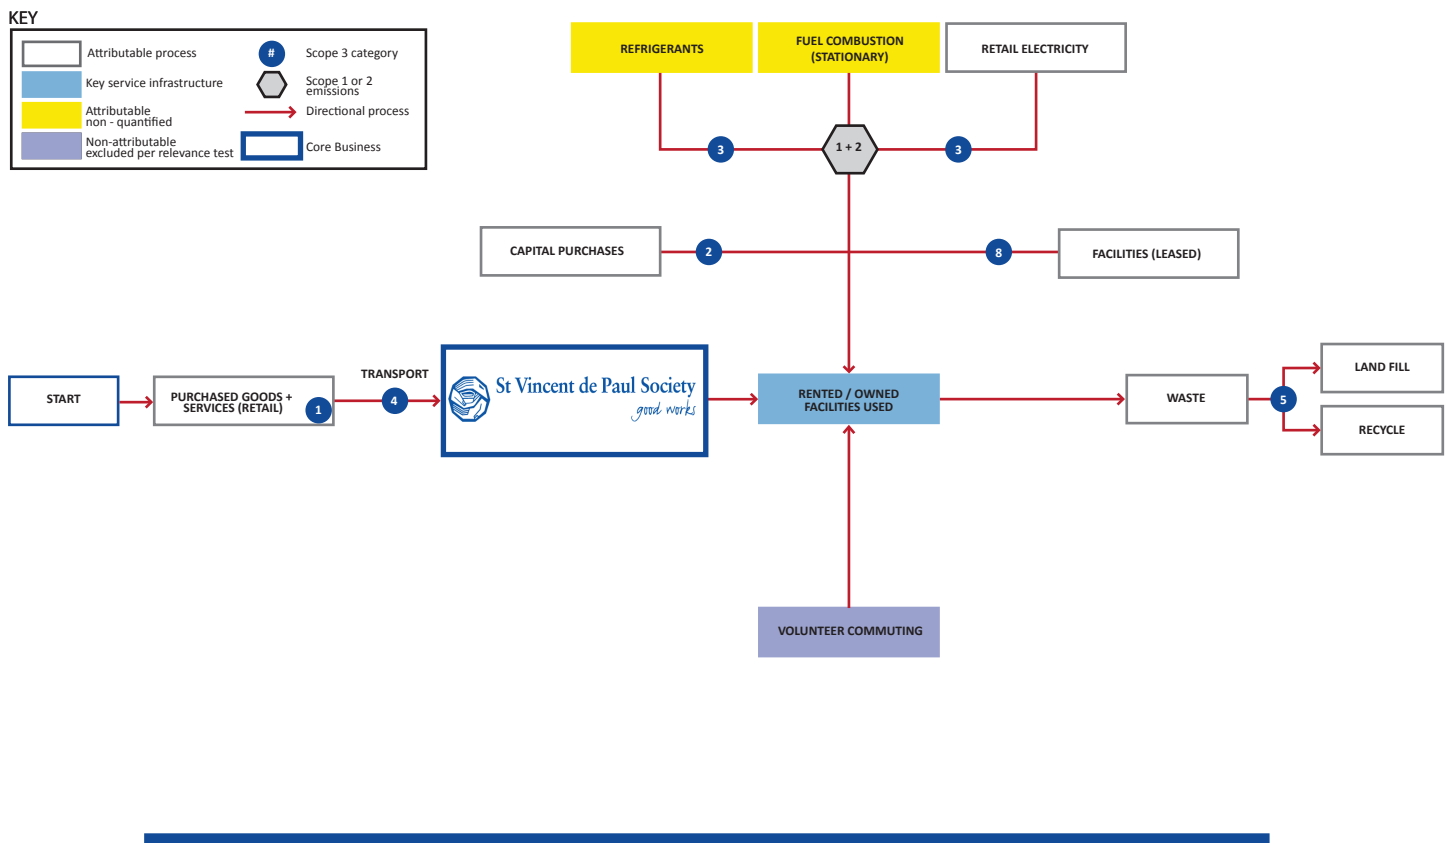 KEY
Attributable process
Key service infrastructure
Attributable
non - quantified
Non-attributable
excluded per relevance test
#
Scope 3 category
Scope 1 or 2
emissions
Directional process
Core Business
REFRIGERANTS
FUEL COMBUSTION
(STATIONARY)
RETAIL ELECTRICITY
3
1 + 2
3
CAPITAL PURCHASES
2
8
FACILITIES (LEASED)
START
PURCHASED GOODS +
SERVICES (RETAIL)
1
TRANSPORT
4
St Vincent de Paul Society
good works
RENTED / OWNED
FACILITIES USED
WASTE
5
LAND FILL
RECYCLE
VOLUNTEER COMMUTING